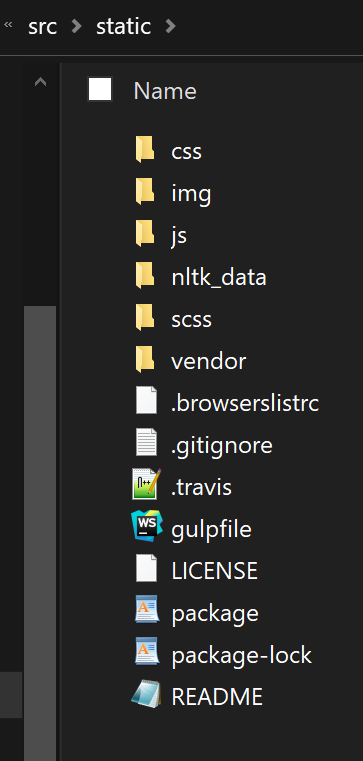 « src > static >
Name
css
img
js
nltk_data
scss
vendor
.browserslistrc
.gitignore
.travis
gulpfile
LICENSE
package
package-lock
README